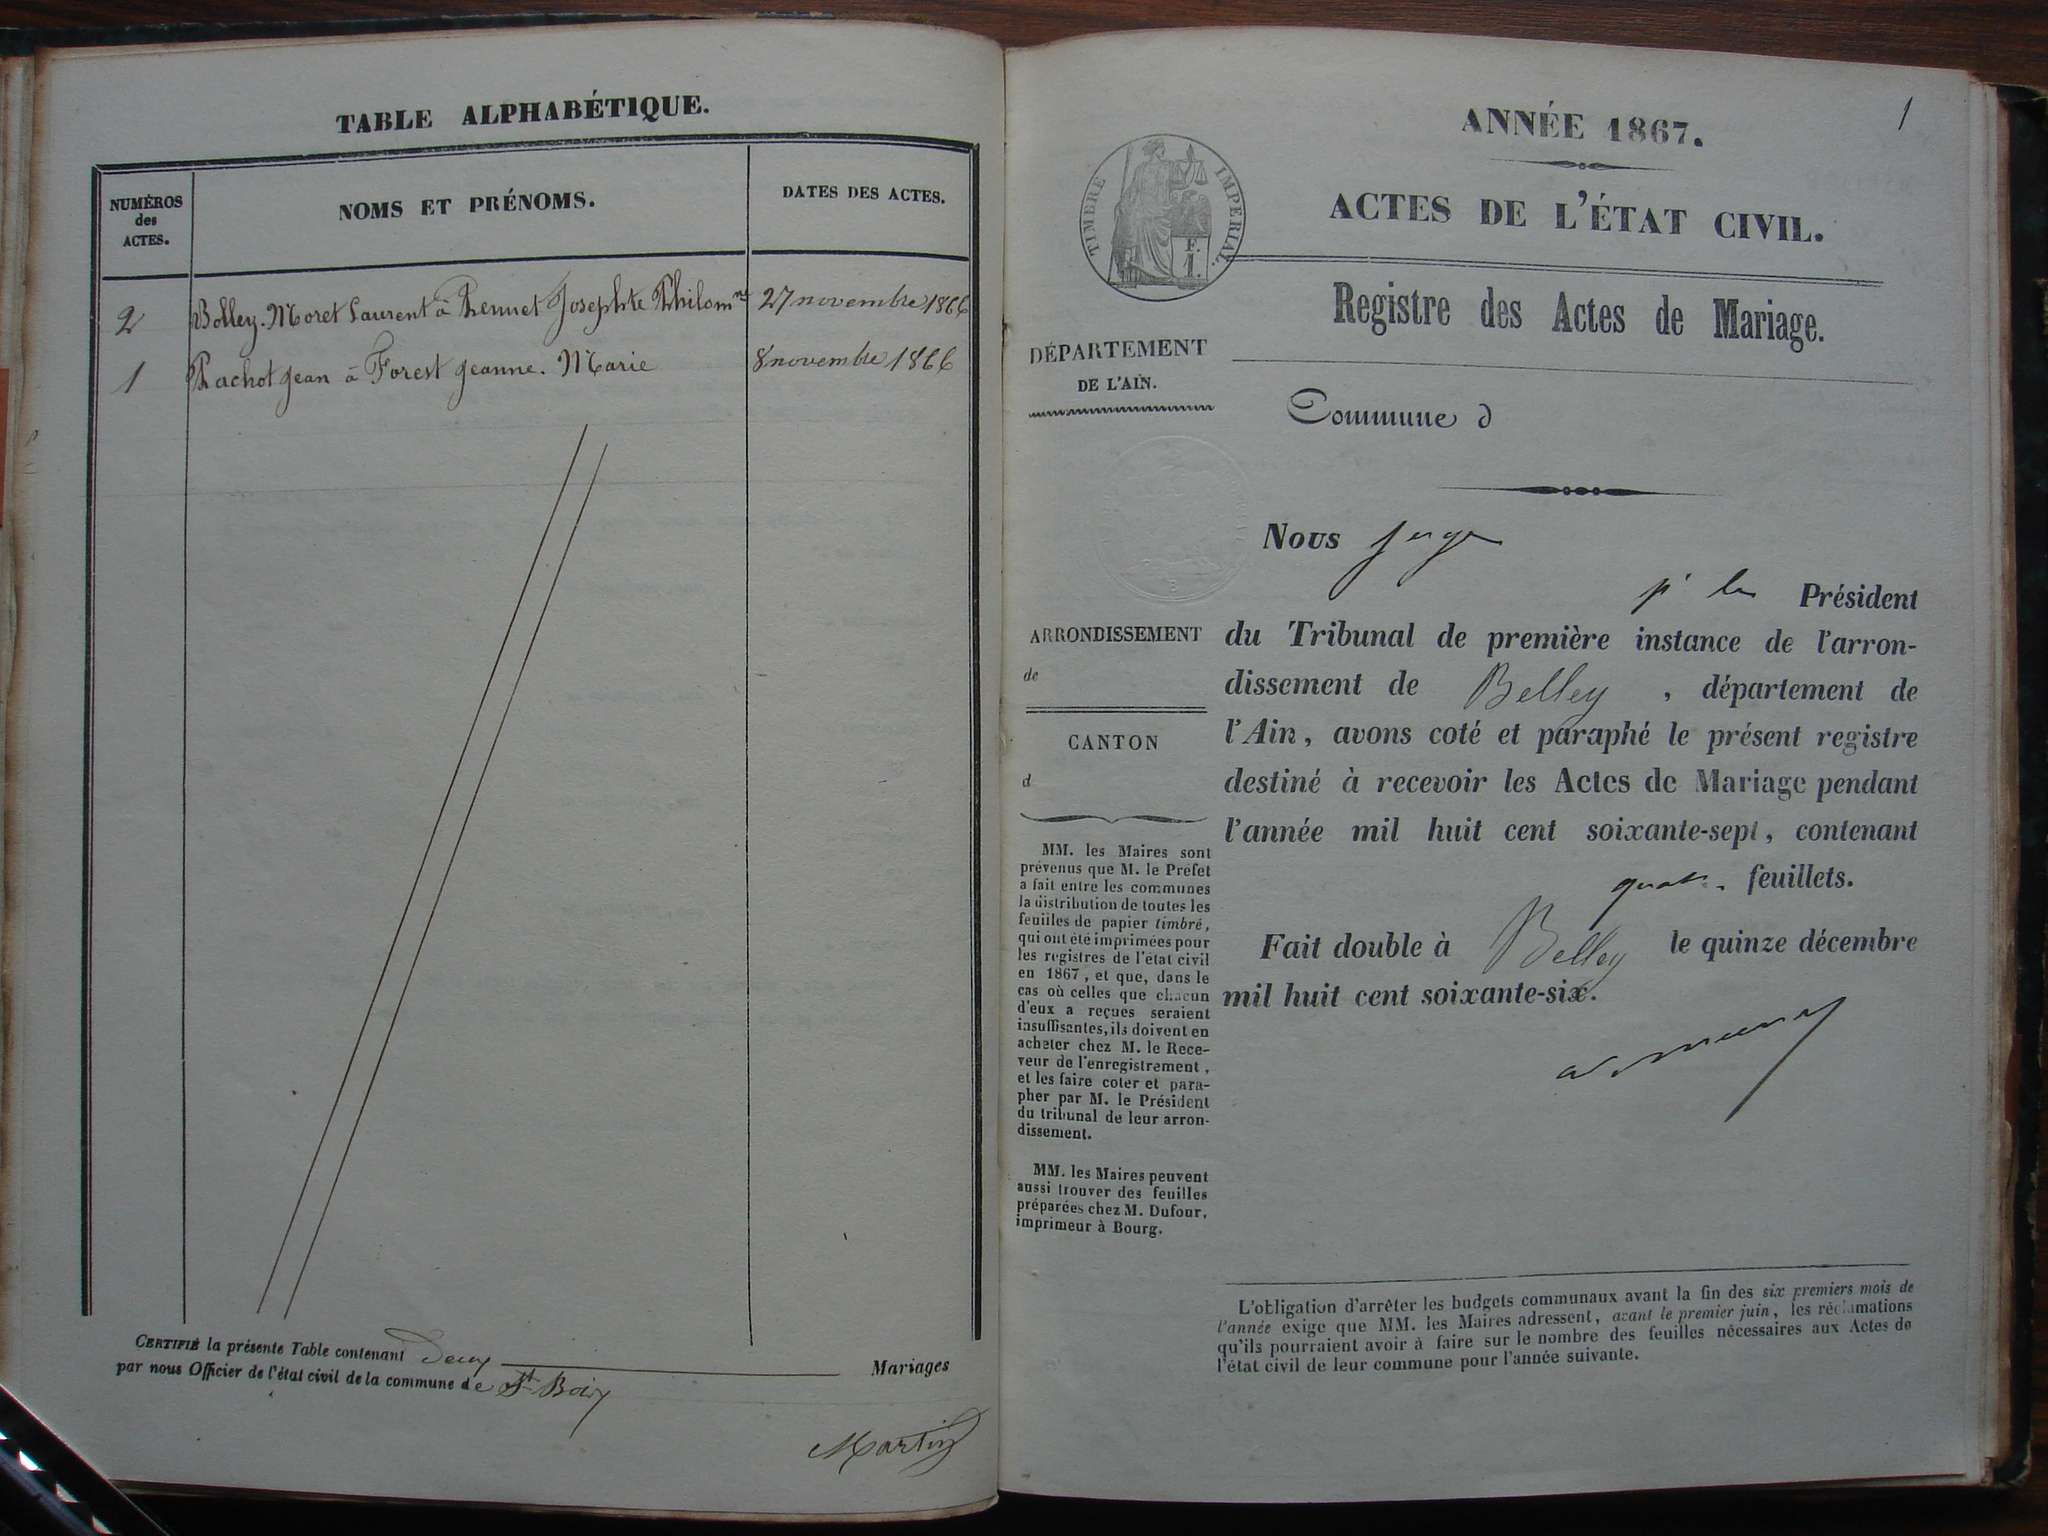 TABLE ALPHABÉTIQUE.
NUMÉROS
des
ACTES.
NOMS ET PRÉNOMS.
DATES DES ACTES.
2 Bolley-Moret Laurent à Josephte 27 novembre 1866
1 Pachot jean à Forest jeanne. Marie 8 novembre 1866
CERTIFIÉ la présente Table contenant deux Mariages
par nous Officier de l'état civil de la commune de St Boiy
Martin
1
ANNÉE 1867.
ACTES DE L'ÉTAT CIVIL.
TIMBRE IMPERIAL.
F.
1.
Registre des Actes de Mariage.
DÉPARTEMENT
DE L'AIN.
Commune d
Nous juge
Président
ARRONDISSEMENT
de
CANTON
d
du Tribunal de première instance de l'arron-
dissement de Belley, département de
l'Ain, avons coté et paraphé le présent registre
destiné à recevoir les Actes de Mariage pendant
l'année mil huit cent soixante-sept, contenant
quatre feuillets.
Fait double à Belley le quinze décembre
mil huit cent soixante-six.
MM. les Maires sont
prévenus que M. le Préfet
a fait entre les communes
la distribution de toutes les
feuilles de papier timbré,
qui ont été imprimées pour
les registres de l'état civil
en 1867, et que, dans le
cas où celles que chacun
d'eux a reçues seraient
insuffisantes, ils doivent en
acheter chez M. le Rece-
veur de l'enregistrement,
et les faire coter et para-
pher par M. le Président
du tribunal de leur arron-
dissement.
MM. les Maires peuvent
aussi trouver des feuilles
préparées chez M. Dufour,
imprimeur à Bourg.
L'obligation d'arrêter les budgets communaux avant la fin des six premiers mois de
l'année exige que MM. les Maires adressent, avant le premier juin, les réclamations
qu'ils pourraient avoir à faire sur le nombre des feuilles nécessaires aux Actes de
l'état civil de leur commune pour l'année suivante.